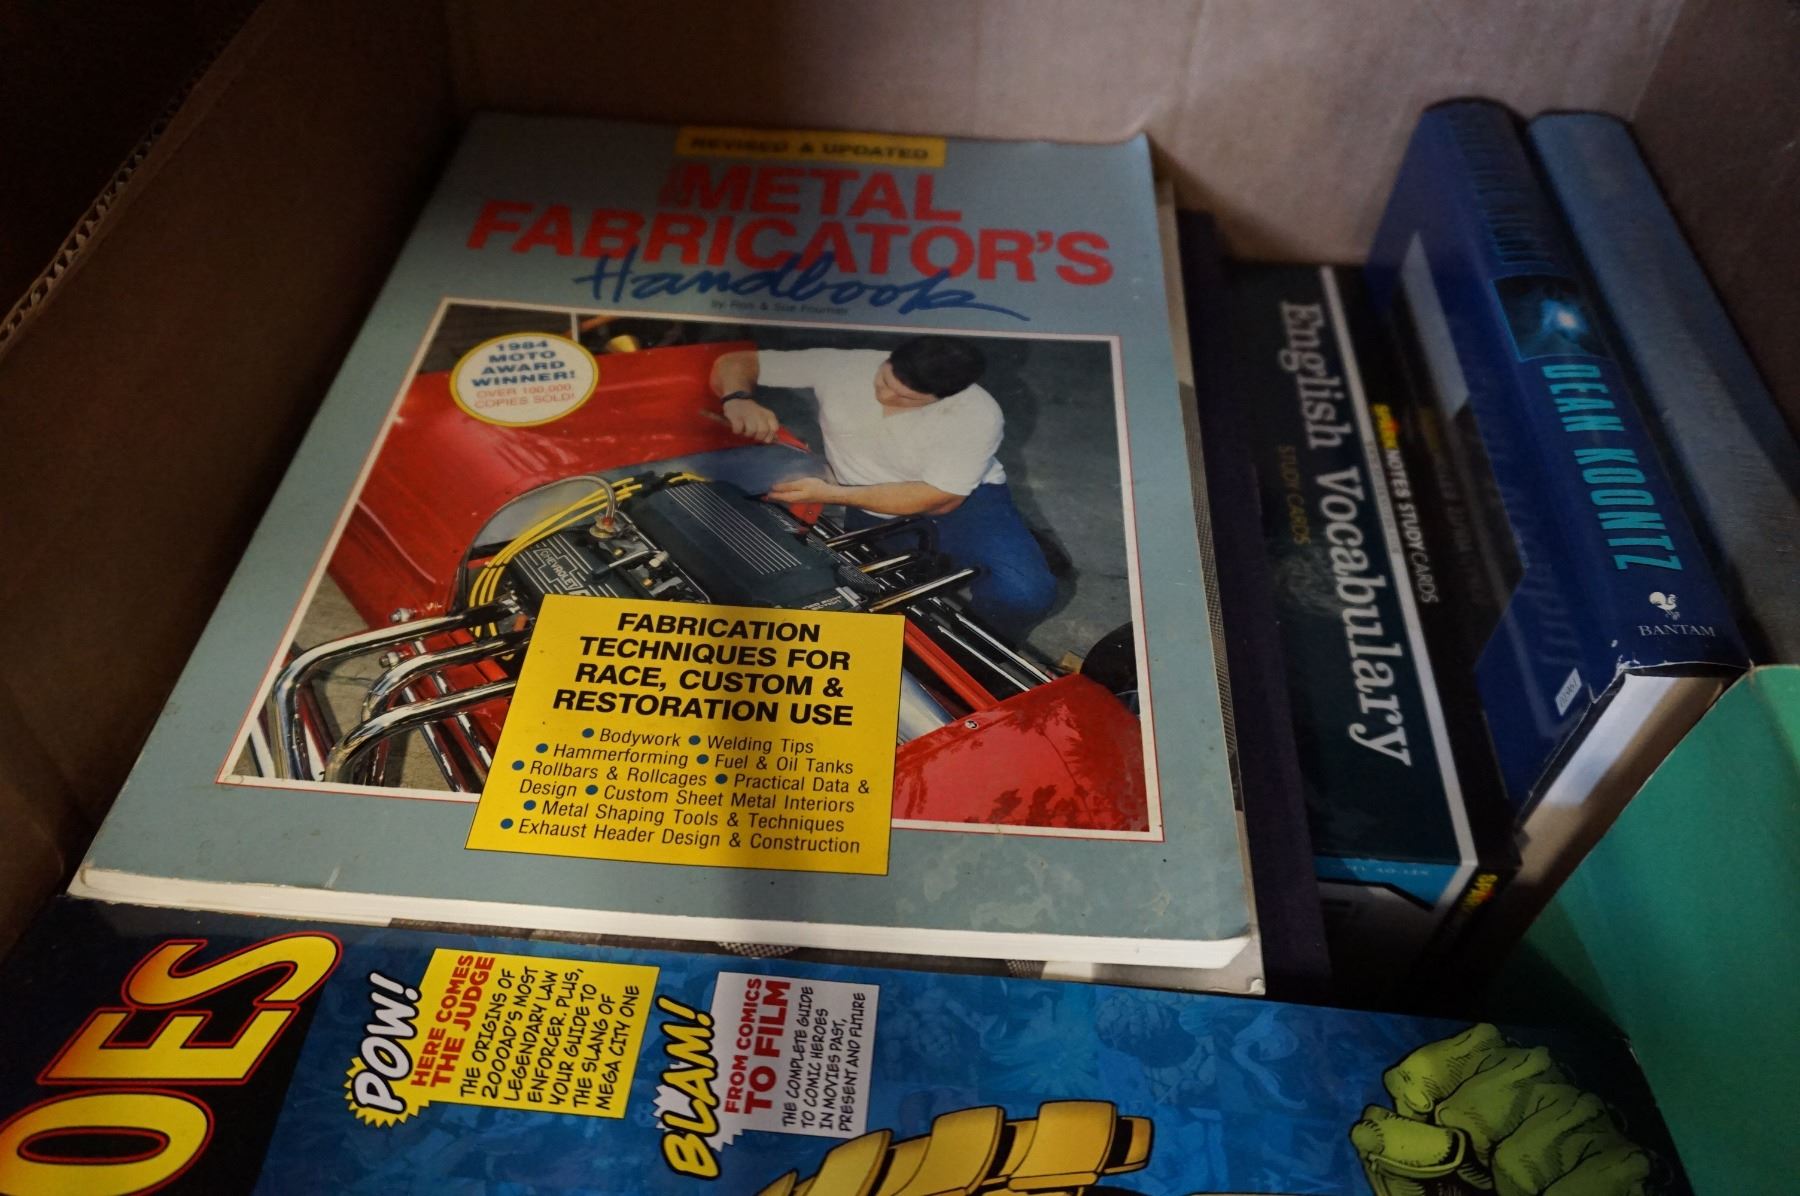 REVISED & UPDATED
METAL
FABRICATOR'S
Handbook
by Ron & Sue Fournier
1984
MOTO
AWARD
WINNER!
OVER 100,000
COPIES SOLD!
CHEVROLET
FABRICATION
TECHNIQUES FOR
RACE, CUSTOM &
RESTORATION USE
• Bodywork • Welding Tips
• Hammerforming • Fuel & Oil Tanks
• Rollbars & Rollcages • Practical Data &
Design • Custom Sheet Metal Interiors
• Metal Shaping Tools & Techniques
• Exhaust Header Design & Construction
English Vocabulary
STUDY CARDS
NOTES STUDY CARDS
DEAN KOONTZ
BANTAM
OES
POW!
HERE COMES
THE JUDGE
THE ORIGINS OF
2000AD'S MOST
LEGENDARY LAW
ENFORCER. PLUS,
YOUR GUIDE TO
THE SLANG OF
MEGA CITY ONE
BLAM!
FROM COMICS
TO FILM
THE COMPLETE GUIDE
TO COMIC HEROES
IN MOVIES PAST,
PRESENT AND FUTURE